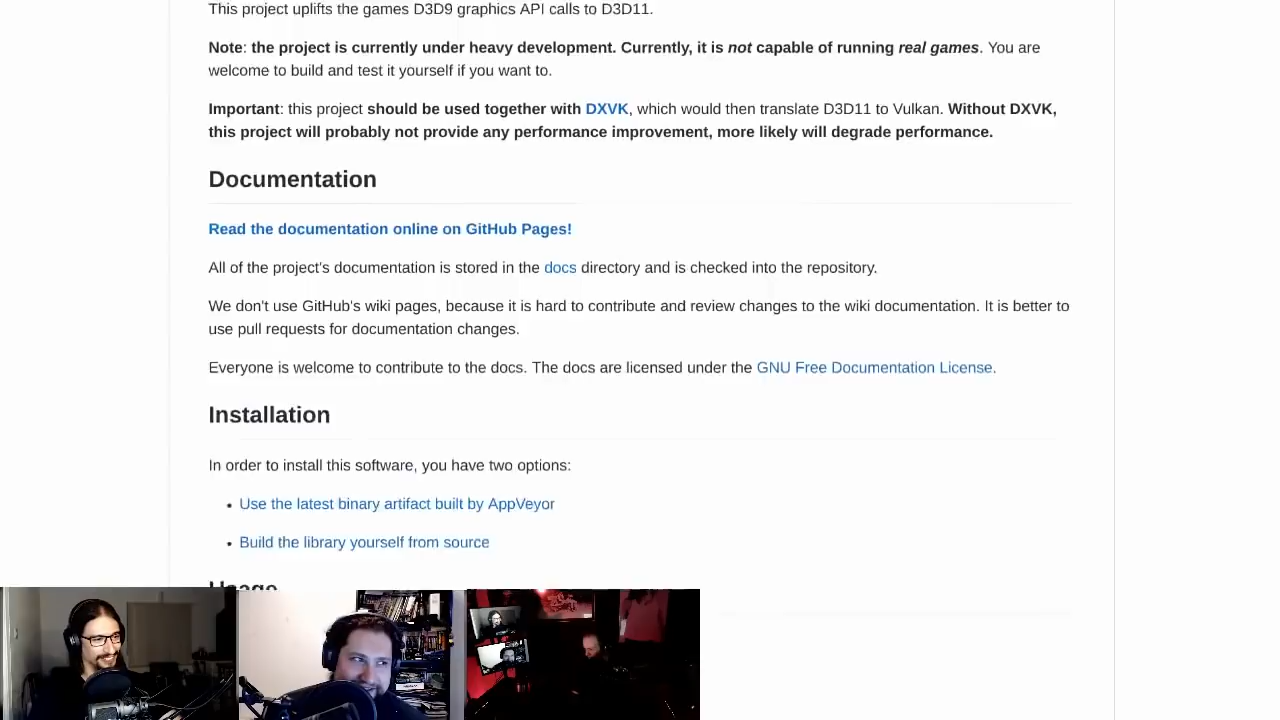 This project uplifts the games D3D9 graphics API calls to D3D11.
Note: the project is currently under heavy development. Currently, it is not capable of running real games. You are
welcome to build and test it yourself if you want to.
Important: this project should be used together with DXVK, which would then translate D3D11 to Vulkan. Without DXVK,
this project will probably not provide any performance improvement, more likely will degrade performance.
Documentation
Read the documentation online on GitHub Pages!
All of the project's documentation is stored in the docs directory and is checked into the repository.
We don't use GitHub's wiki pages, because it is hard to contribute and review changes to the wiki documentation. It is better to
use pull requests for documentation changes.
Everyone is welcome to contribute to the docs. The docs are licensed under the GNU Free Documentation License.
Installation
In order to install this software, you have two options:
• Use the latest binary artifact built by AppVeyor
• Build the library yourself from source
Usage